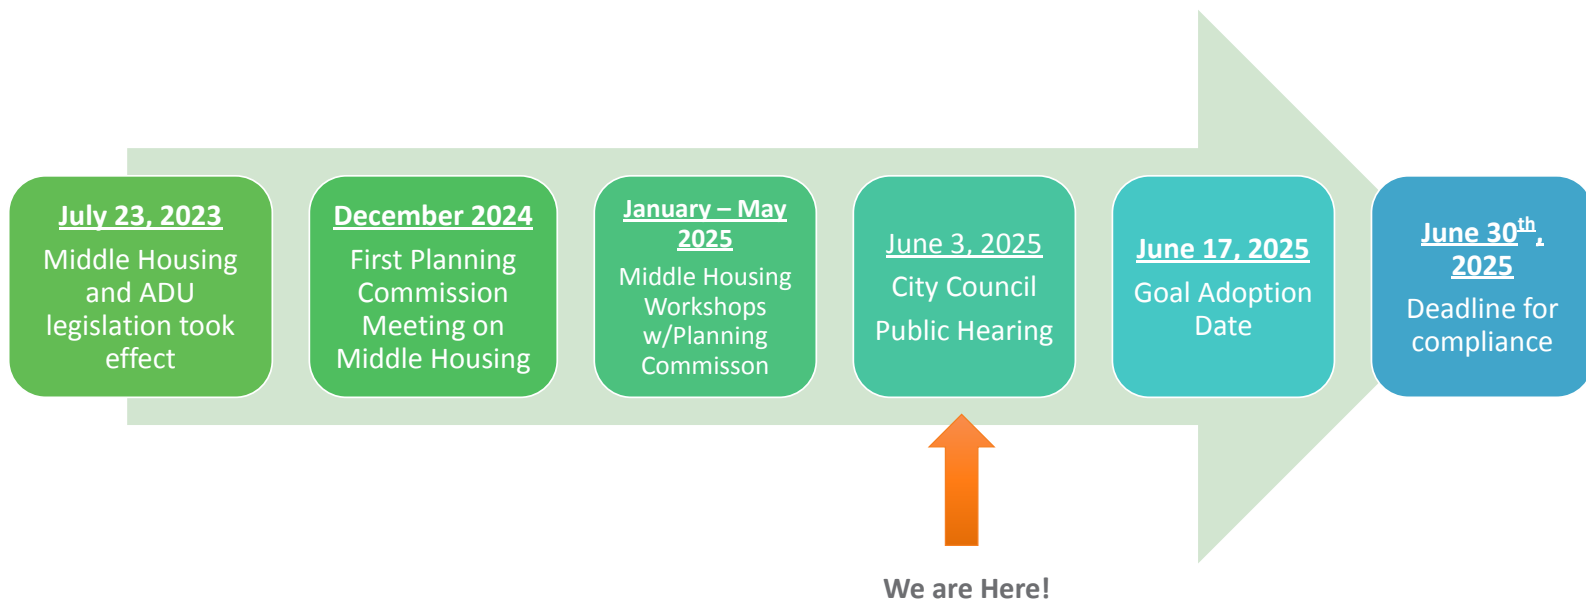 July 23, 2023
Middle Housing
and ADU
legislation took
effect
December 2024
First Planning
Commission
Meeting on
Middle Housing
January – May
2025
Middle Housing
Workshops
w/Planning
Commisson
June 3, 2025
City Council
Public Hearing
June 17, 2025
Goal Adoption
Date
June 30th,
2025
Deadline for
compliance
We are Here!